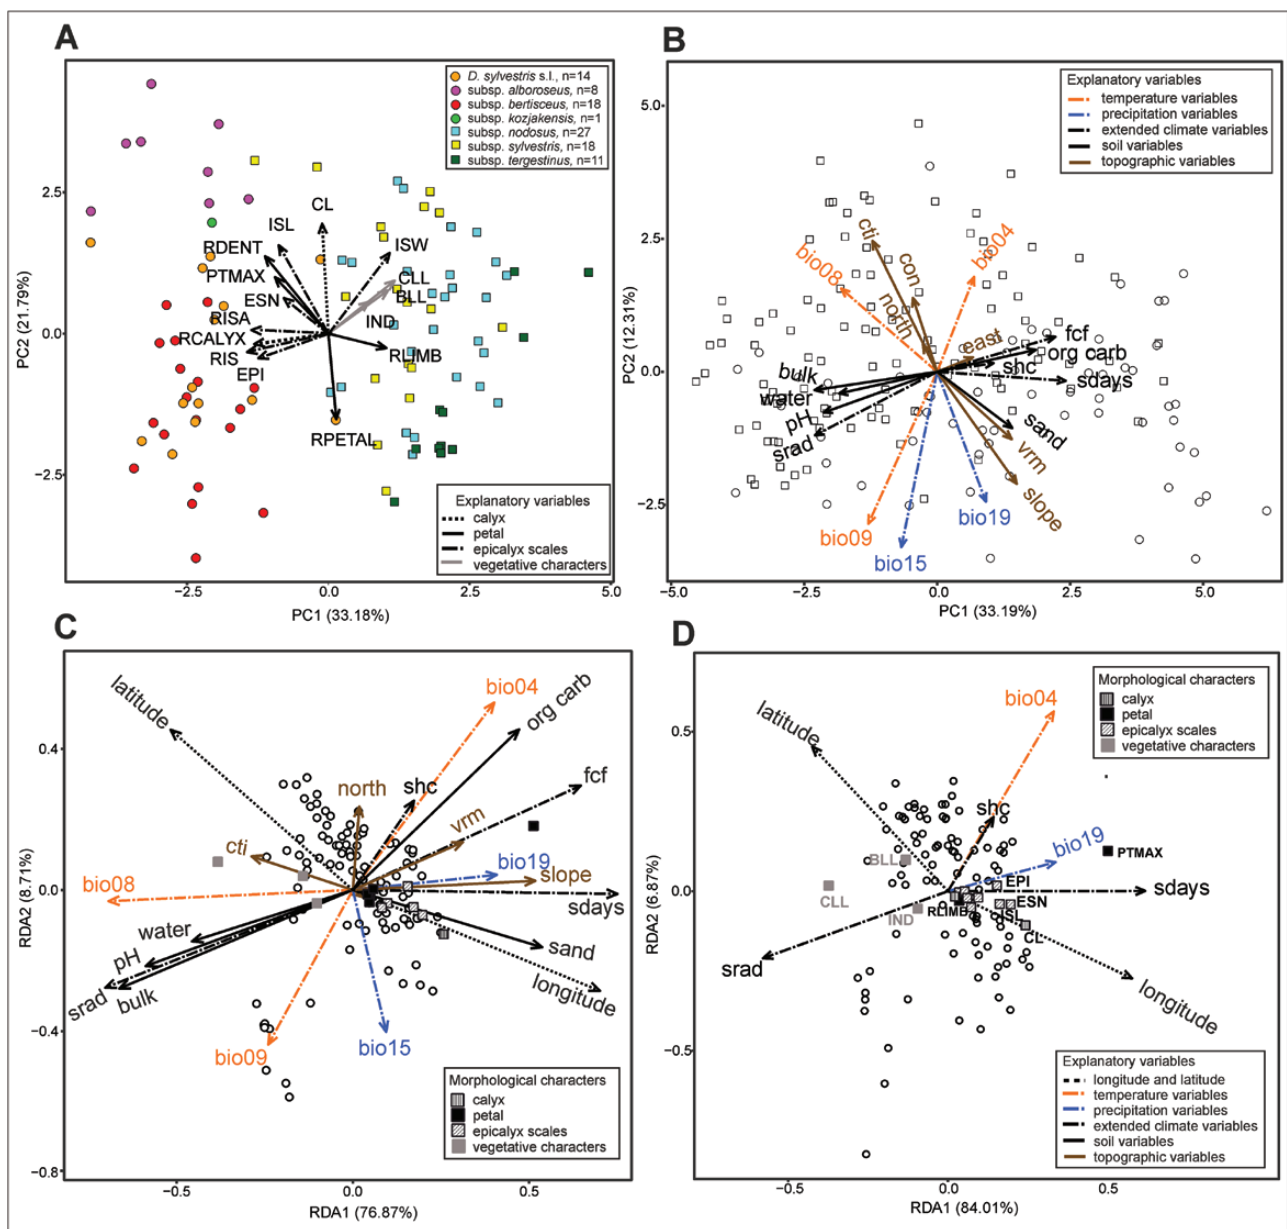 A
D. sylvestris s.l., n=14
subsp. alboroseus, n=8
subsp. bertisceus, n=18
subsp. kozjakensis, n=1
subsp. nodosus, n=27
subsp. sylvestris, n=18
subsp. tergestinus, n=11
CL
ISL
RDENT
ISW
PTMAX
CLL
ESN
BLL
RISA
IND
RCALYX
RIS
RLIMB
EPI
RPETAL
Explanatory variables
calyx
petal
epicalyx scales
vegetative characters
2.5
0.0
−2.5
PC2 (21.79%)
−2.5
0.0
2.5
5.0
PC1 (33.18%)
B
Explanatory variables
temperature variables
precipitation variables
extended climate variables
soil variables
topographic variables
cti
bio04
bio08
con
north
east
fcf
org carb
shc
sdays
bulk
water
pH
srad
sand
vrm
slope
bio19
bio09
bio15
5.0
2.5
0.0
−2.5
PC2 (12.31%)
−5.0
−2.5
0.0
2.5
5.0
PC1 (33.19%)
C
latitude
bio04
org carb
fcf
north
shc
vrm
cti
bio19
slope
bio08
sdays
water
sand
pH
srad
bulk
longitude
bio09
bio15
Morphological characters
calyx
petal
epicalyx scales
vegetative characters
0.4
0.0
−0.4
−0.8
RDA2 (8.71%)
−0.5
0.0
0.5
RDA1 (76.87%)
D
Morphological characters
calyx
petal
epicalyx scales
vegetative characters
latitude
bio04
shc
bio19
PTMAX
BLL
EPI
sdays
CLL
ESN
IND
RLIMB
ISL
CL
srad
longitude
Explanatory variables
longitude and latitude
temperature variables
precipitation variables
extended climate variables
soil variables
topographic variables
0.5
0.0
−0.5
RDA2 (6.87%)
−0.5
0.0
0.5
RDA1 (84.01%)